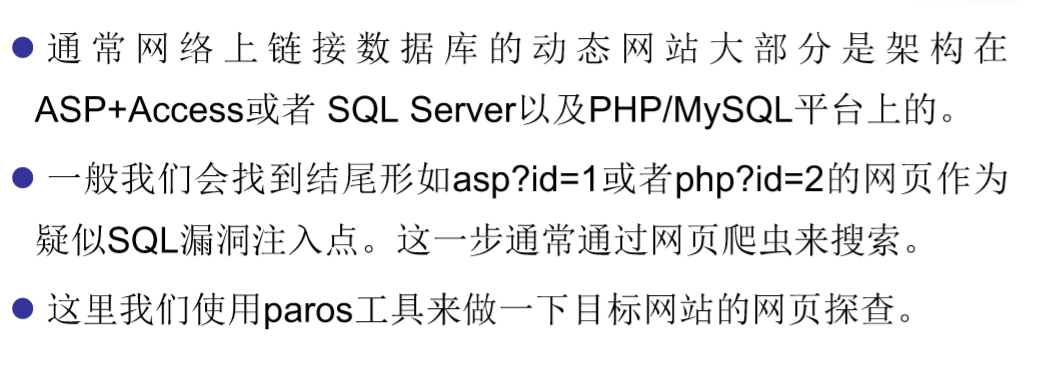 通常网络上链接数据库的动态网站大部分是架构在
ASP+Access或者 SQL Server以及PHP/MySQL平台上的。
一般我们会找到结尾形如asp?id=1或者php?id=2的网页作为
疑似SQL漏洞注入点。这一步通常通过网页爬虫来搜索。
这里我们使用paros工具来做一下目标网站的网页探查。